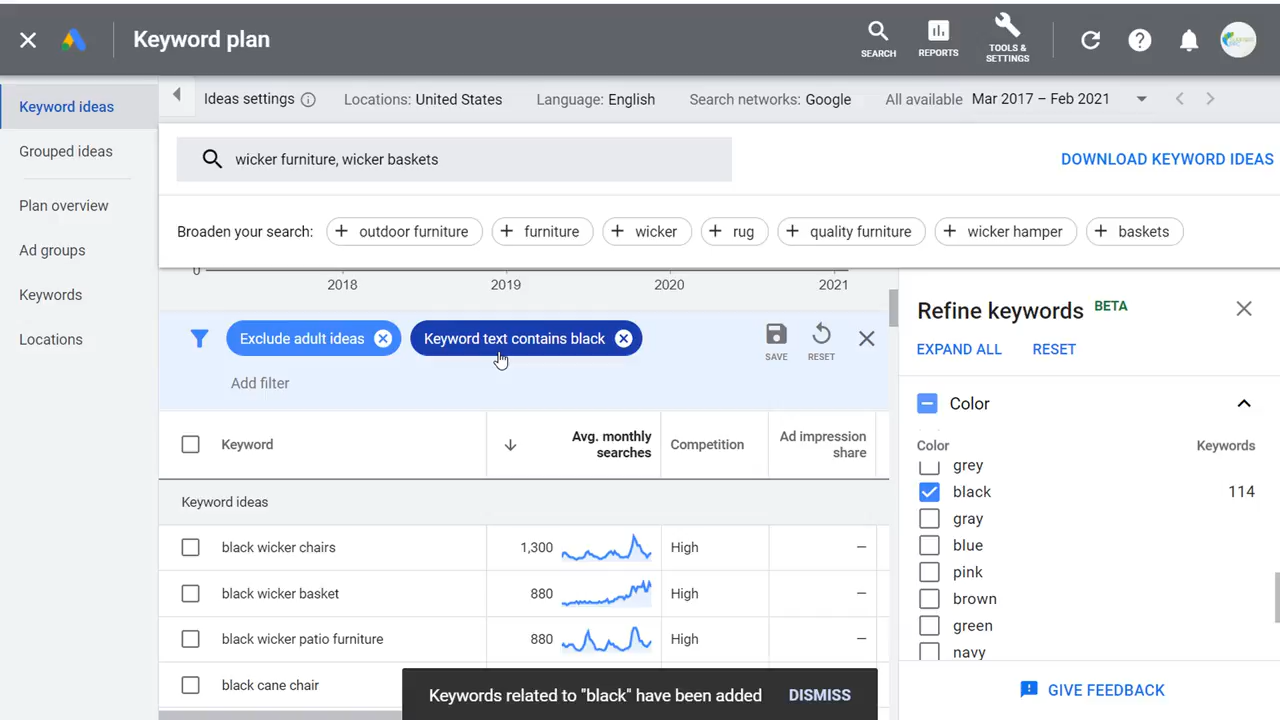 Keyword plan
SEARCH
REPORTS
TOOLS & SETTINGS
Keyword ideas
Grouped ideas
Plan overview
Ad groups
Keywords
Locations
Ideas settings Locations: United States Language: English Search networks: Google All available Mar 2017 – Feb 2021
wicker furniture, wicker baskets
DOWNLOAD KEYWORD IDEAS
Broaden your search: + outdoor furniture + furniture + wicker + rug + quality furniture + wicker hamper + baskets
0
2018 2019 2020 2021
Exclude adult ideas
Keyword text contains black
SAVE
RESET
Add filter
Keyword Avg. monthly searches Competition Ad impression share
Keyword ideas
black wicker chairs 1,300 High –
black wicker basket 880 High –
black wicker patio furniture 880 High –
black cane chair
Keywords related to "black" have been added DISMISS
Refine keywords BETA
EXPAND ALL RESET
Color
Color Keywords
grey
black 114
gray
blue
pink
brown
green
navy
GIVE FEEDBACK